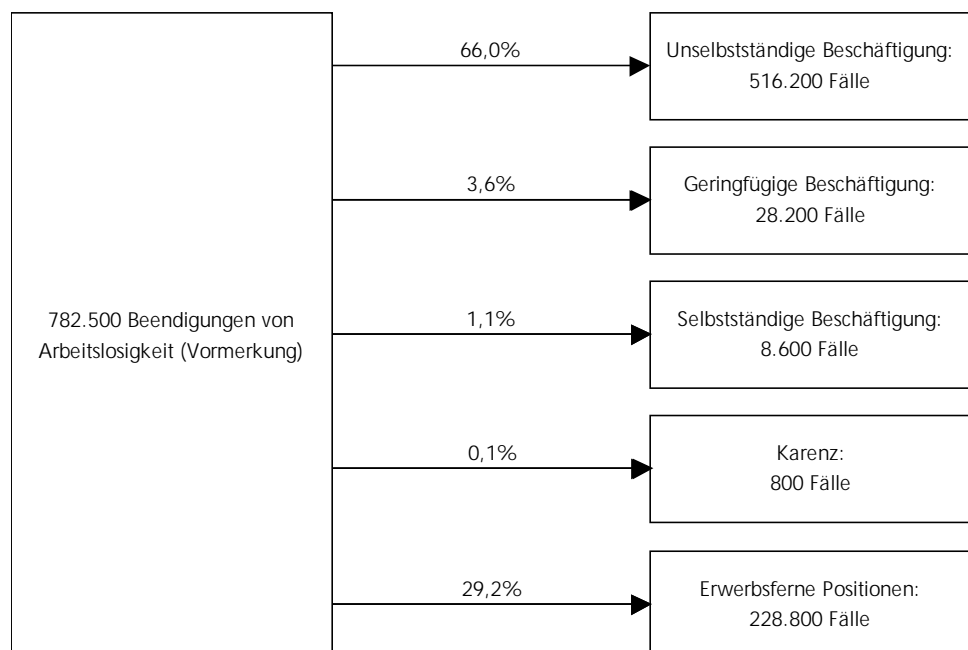 66,0%
Unselbstständige Beschäftigung:
516.200 Fälle
3,6%
Geringfügige Beschäftigung:
28.200 Fälle
782.500 Beendigungen von
Arbeitslosigkeit (Vormerkung)
1,1%
Selbstständige Beschäftigung:
8.600 Fälle
0,1%
Karenz:
800 Fälle
29,2%
Erwerbsferne Positionen:
228.800 Fälle